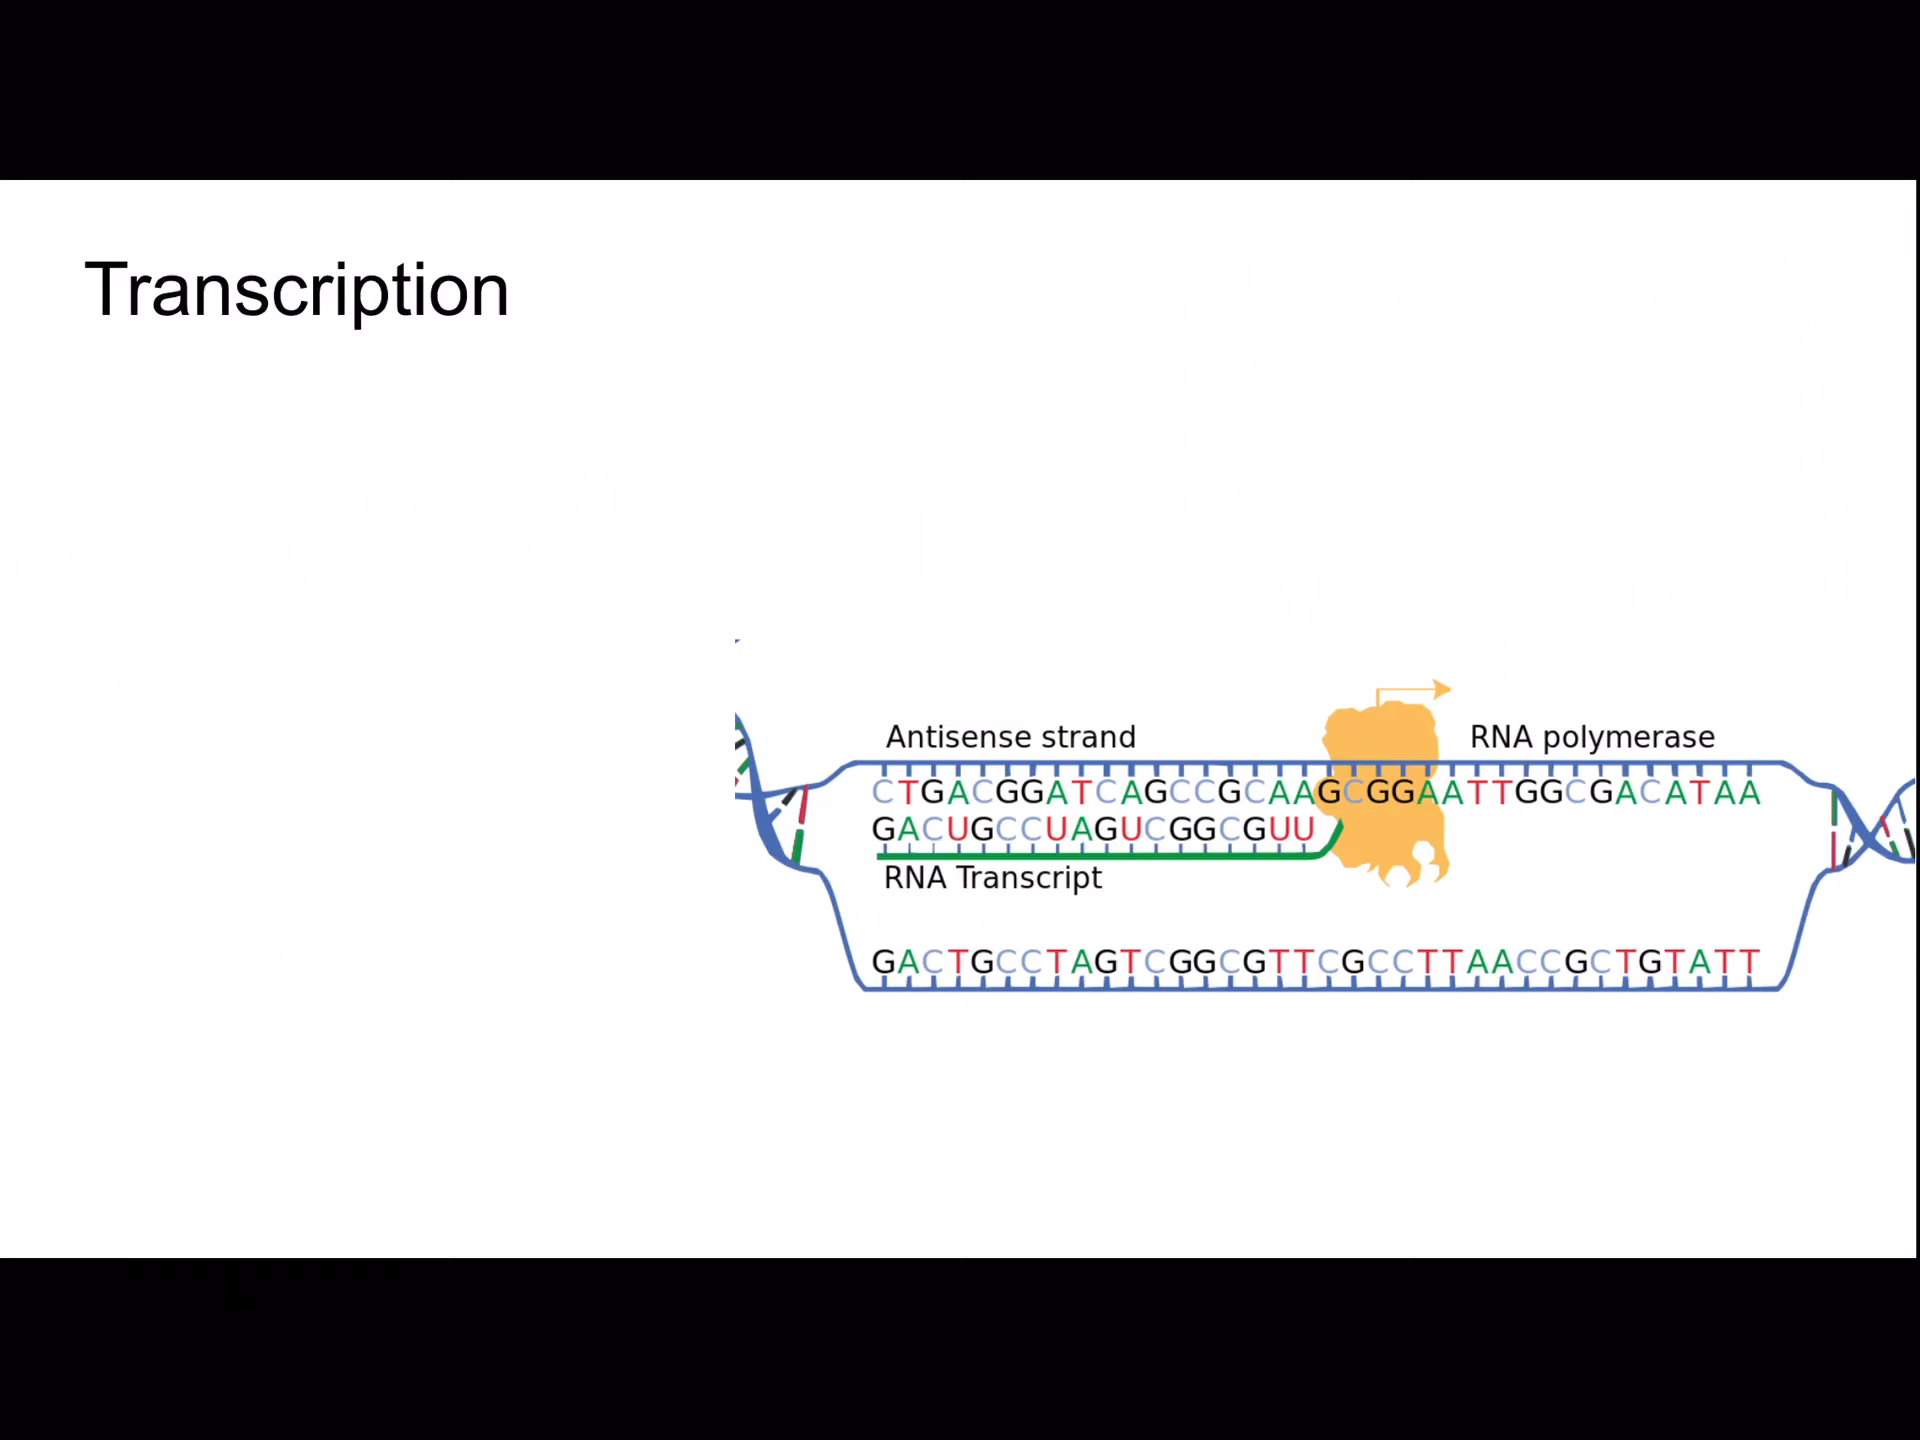 Transcription
Antisense strand
RNA polymerase
CTGACGGATCAGCCGCAAGCGGAATTGGCGACATAA
GACUGCCUAGUCGGCGUU
RNA Transcript
GACTGCCTAGTCGGCGTTCGCCTTAACCGCTGTATT